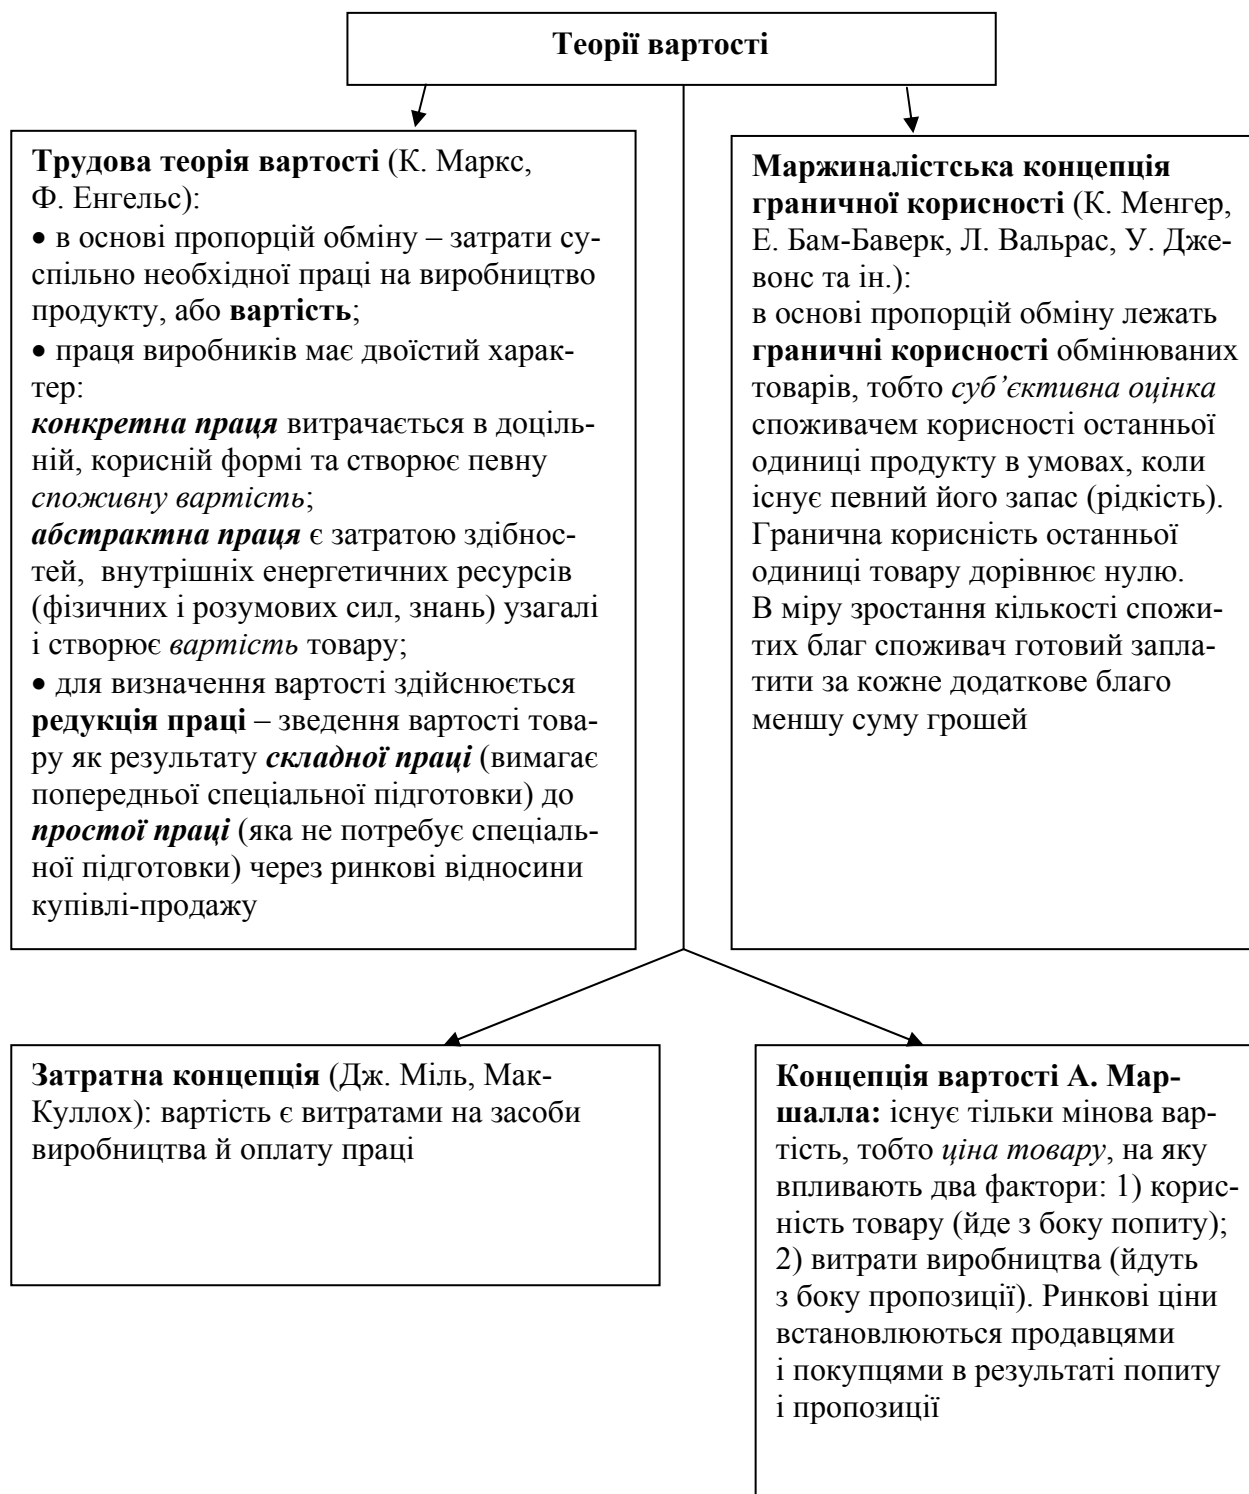 Теорії вартості
Трудова теорія вартості (К. Маркс,
Ф. Енгельс):
• в основі пропорцій обміну – затрати су-
спільно необхідної праці на виробництво
продукту, або вартість;
• праця виробників має двоїстий харак-
тер:
конкретна праця витрачається в доціль-
ній, корисній формі та створює певну
споживну вартість;
абстрактна праця є затратою здібнос-
тей, внутрішніх енергетичних ресурсів
(фізичних і розумових сил, знань) узагалі
і створює вартість товару;
• для визначення вартості здійснюється
редукція праці – зведення вартості това-
ру як результату складної праці (вимагає
попередньої спеціальної підготовки) до
простої праці (яка не потребує спеціаль-
ної підготовки) через ринкові відносини
купівлі-продажу
Маржиналістська концепція
граничної корисності (К. Менгер,
Е. Бам-Баверк, Л. Вальрас, У. Дже-
вонс та ін.):
в основі пропорцій обміну лежать
граничні корисності обмінюваних
товарів, тобто суб’єктивна оцінка
споживачем корисності останньої
одиниці продукту в умовах, коли
існує певний його запас (рідкість).
Гранична корисність останньої
одиниці товару дорівнює нулю.
В міру зростання кількості спожи-
тих благ споживач готовий запла-
тити за кожне додаткове благо
меншу суму грошей
Затратна концепція (Дж. Міль, Мак-
Куллох): вартість є витратами на засоби
виробництва й оплату праці
Концепція вартості А. Мар-
шалла: існує тільки мінова вар-
тість, тобто ціна товару, на яку
впливають два фактори: 1) корис-
ність товару (йде з боку попиту);
2) витрати виробництва (йдуть
з боку пропозиції). Ринкові ціни
встановлюються продавцями
і покупцями в результаті попиту
і пропозиції